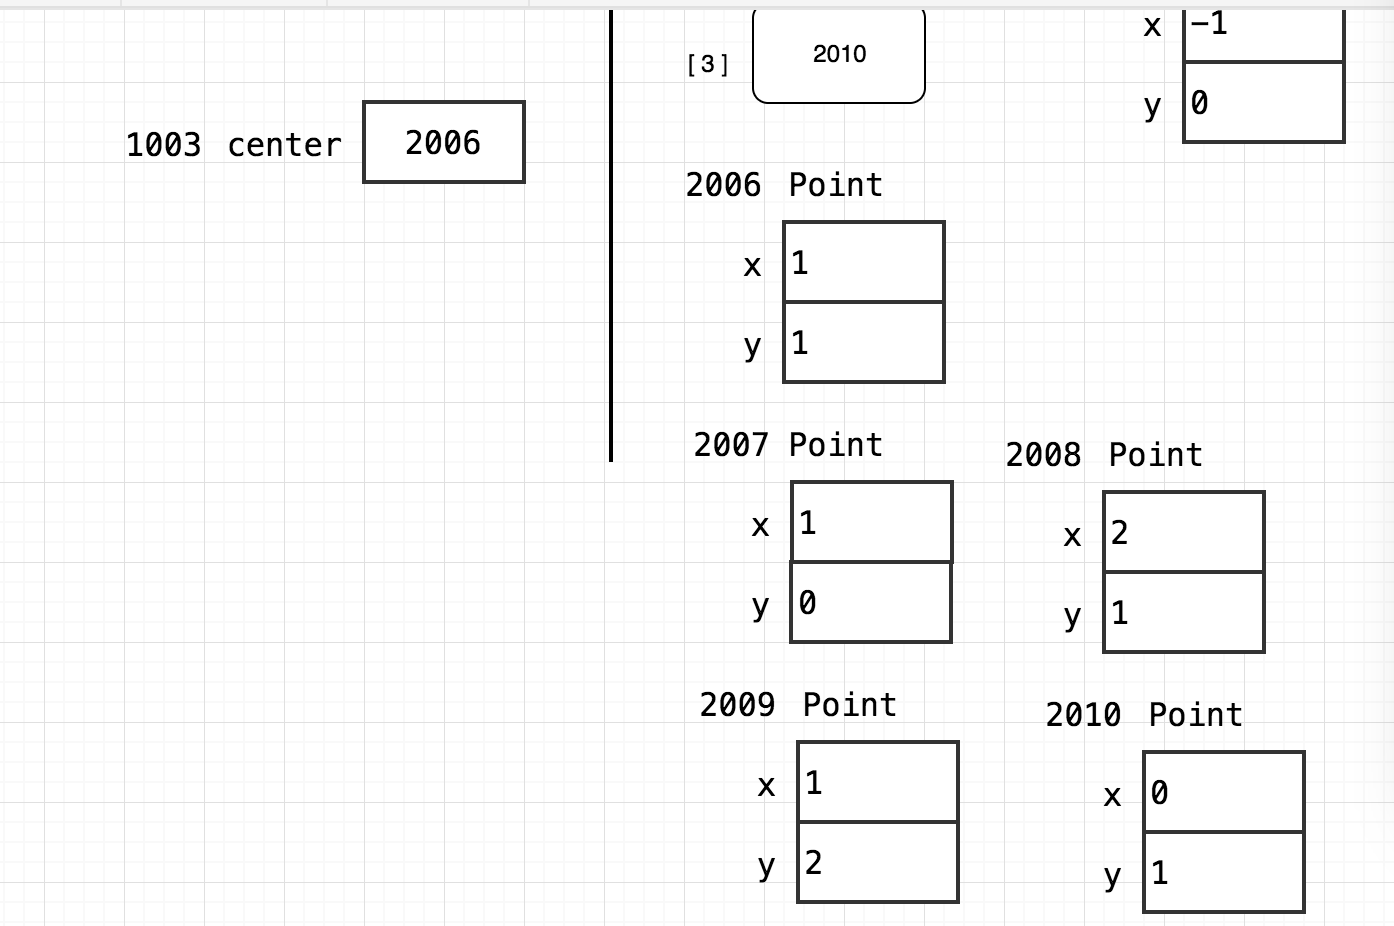 [3] 2010
x -1
y 0
1003 center 2006
2006 Point
x 1
y 1
2007 Point
x 1
y 0
2008 Point
x 2
y 1
2009 Point
x 1
y 2
2010 Point
x 0
y 1